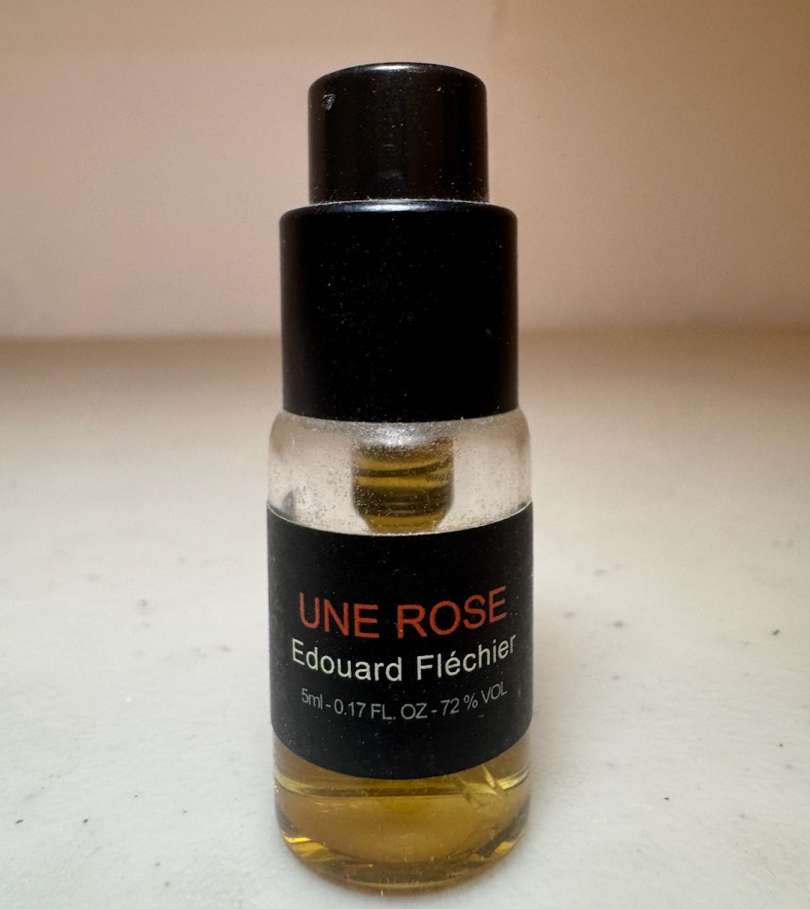 UNE ROSE
Edouard Fléchier
5ml - 0.17 FL. OZ - 72 % VOL